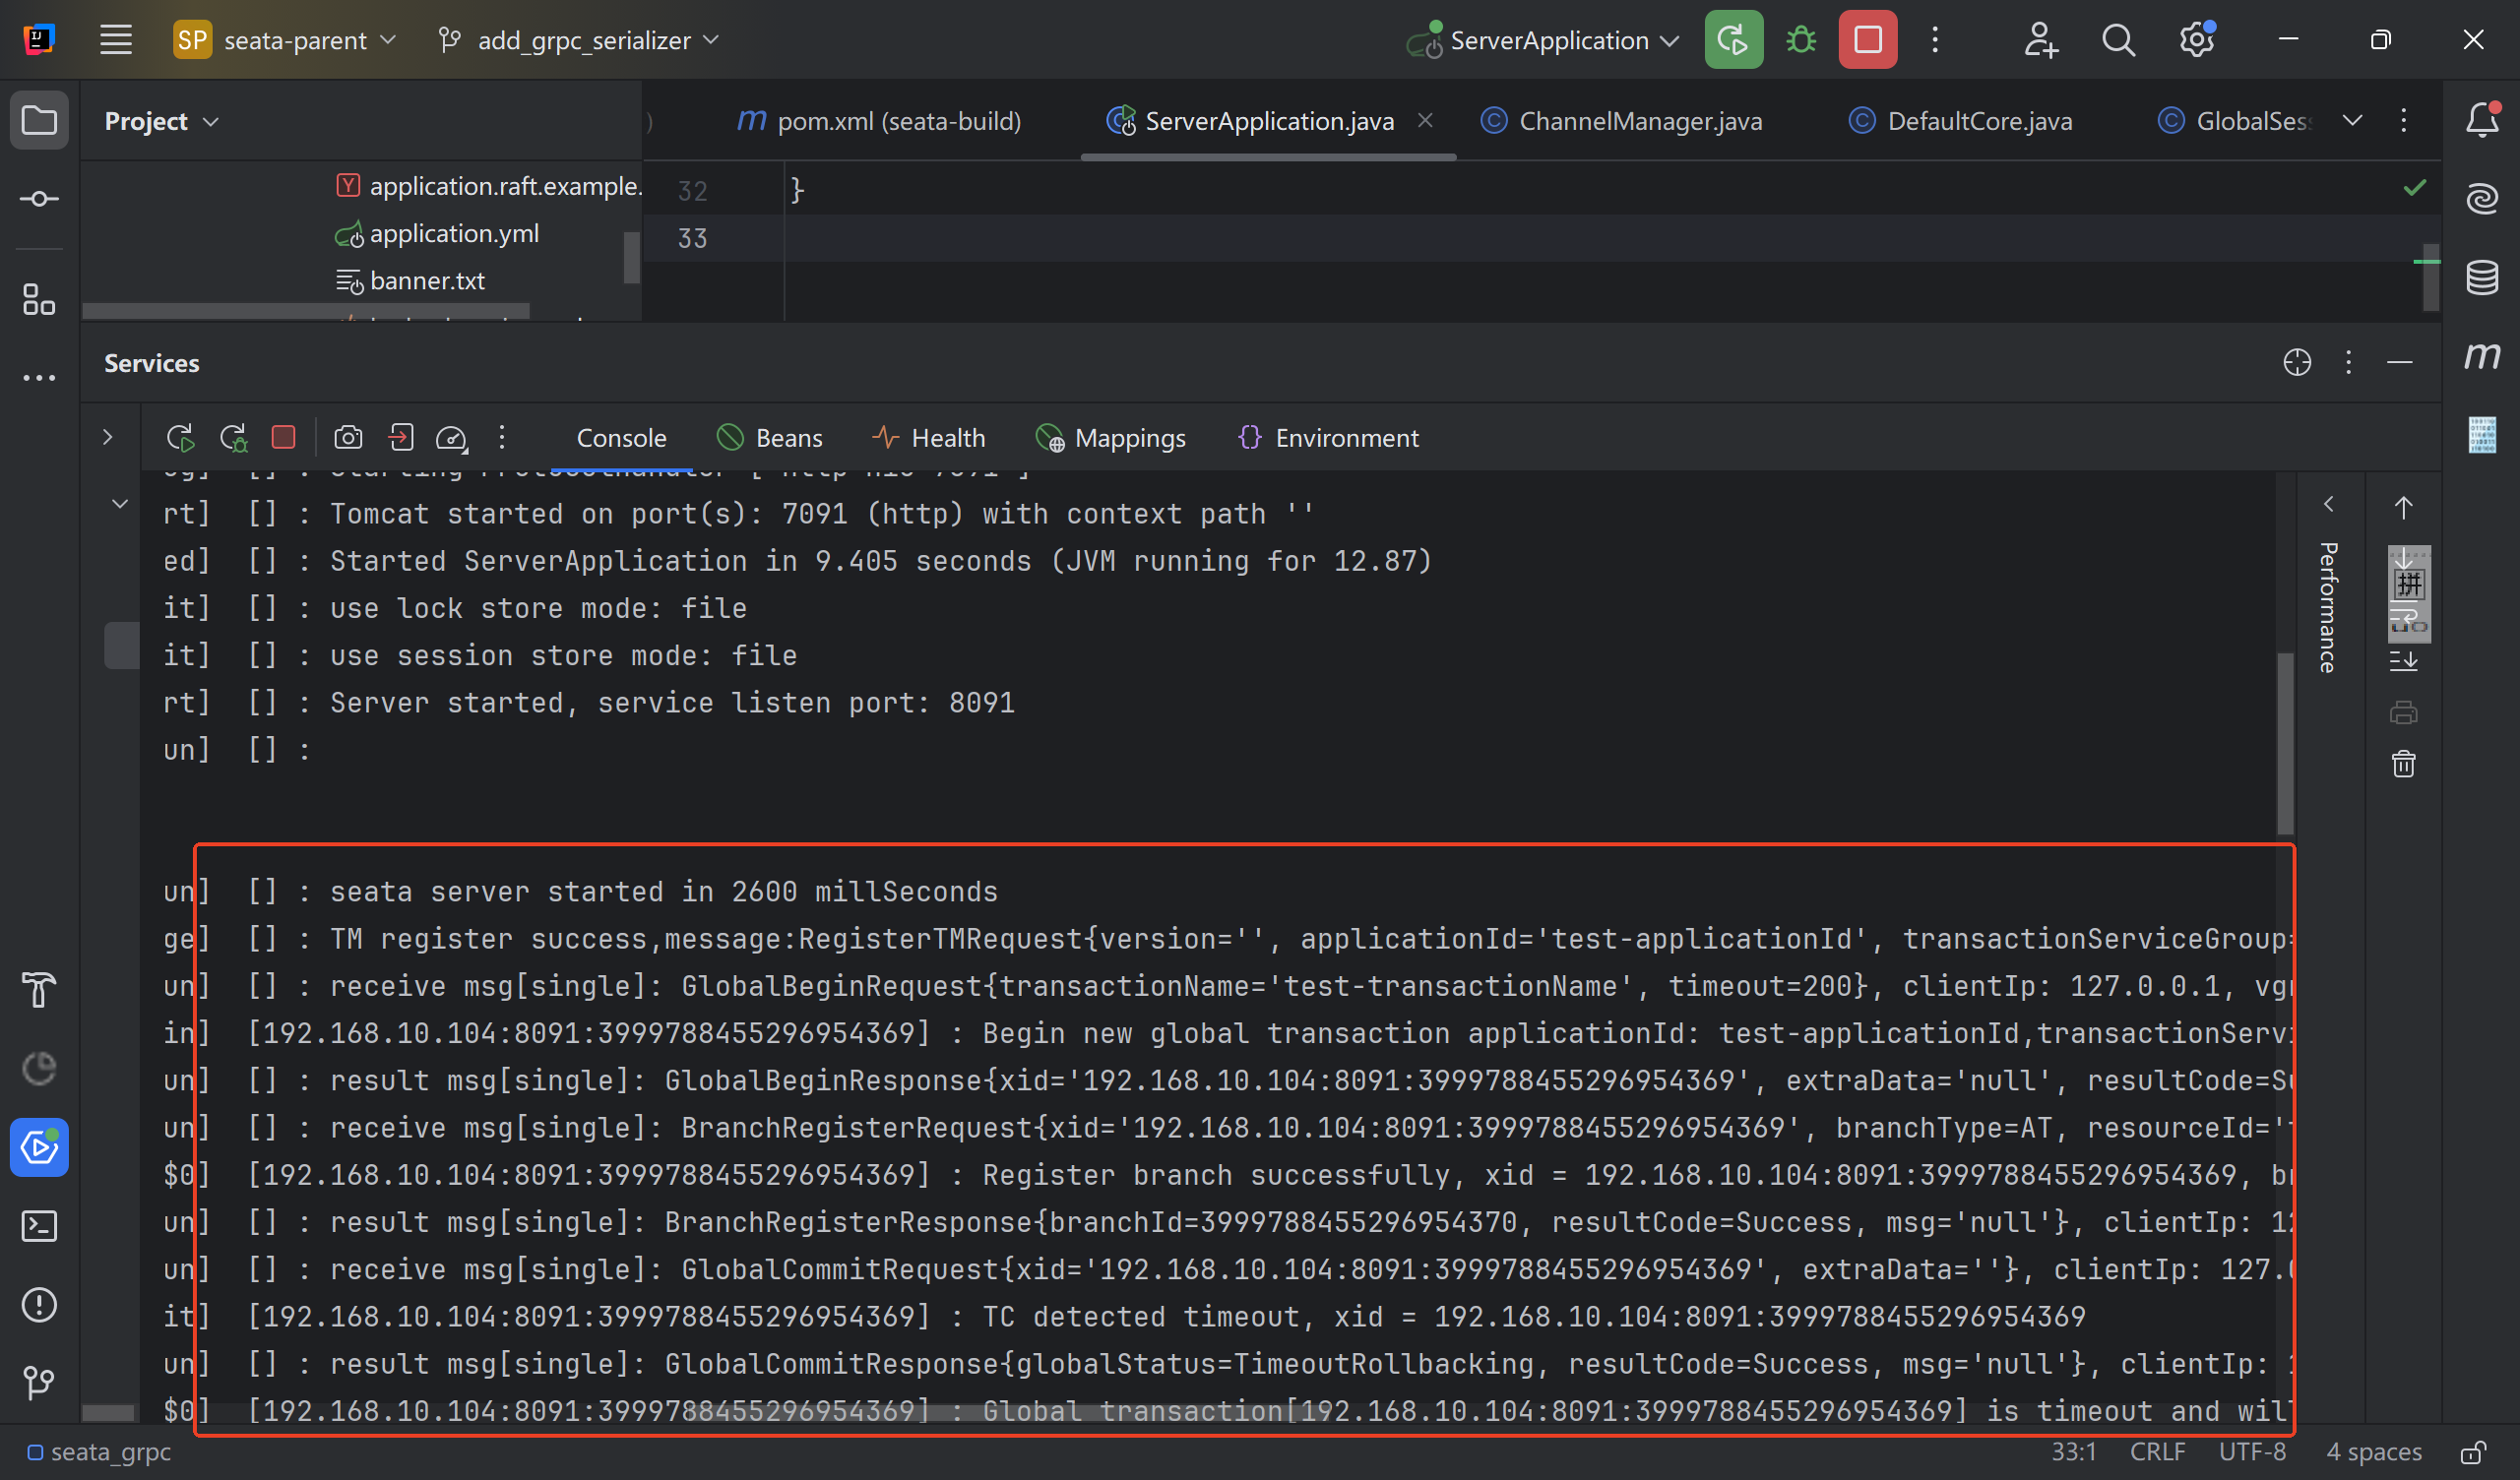 SP seata-parent add_grpc_serializer ServerApplication
Project
pom.xml (seata-build) ServerApplication.java ChannelManager.java DefaultCore.java GlobalSes
application.raft.example.
application.yml
banner.txt
32 }
33
Services
Console Beans Health Mappings Environment
rt] [] : Tomcat started on port(s): 7091 (http) with context path ''
ed] [] : Started ServerApplication in 9.405 seconds (JVM running for 12.87)
it] [] : use lock store mode: file
it] [] : use session store mode: file
rt] [] : Server started, service listen port: 8091
un] [] :
un] [] : seata server started in 2600 millSeconds
ge] [] : TM register success,message:RegisterTMRequest{version='', applicationId='test-applicationId', transactionServiceGroup=
un] [] : receive msg[single]: GlobalBeginRequest{transactionName='test-transactionName', timeout=200}, clientIp: 127.0.0.1, vg
in] [192.168.10.104:8091:3999788455296954369] : Begin new global transaction applicationId: test-applicationId,transactionServ
un] [] : result msg[single]: GlobalBeginResponse{xid='192.168.10.104:8091:3999788455296954369', extraData='null', resultCode=S
un] [] : receive msg[single]: BranchRegisterRequest{xid='192.168.10.104:8091:3999788455296954369', branchType=AT, resourceId='
$0] [192.168.10.104:8091:3999788455296954369] : Register branch successfully, xid = 192.168.10.104:8091:3999788455296954369, b
un] [] : result msg[single]: BranchRegisterResponse{branchId=3999788455296954370, resultCode=Success, msg='null'}, clientIp: 12
un] [] : receive msg[single]: GlobalCommitRequest{xid='192.168.10.104:8091:3999788455296954369', extraData=''}, clientIp: 127.
it] [192.168.10.104:8091:3999788455296954369] : TC detected timeout, xid = 192.168.10.104:8091:3999788455296954369
un] [] : result msg[single]: GlobalCommitResponse{globalStatus=TimeoutRollbacking, resultCode=Success, msg='null'}, clientIp:
$0] [192.168.10.104:8091:3999788455296954369] : Global transaction[192.168.10.104:8091:3999788455296954369] is timeout and wil
Performance
拼
seata_grpc 33:1 CRLF UTF-8 4 spaces